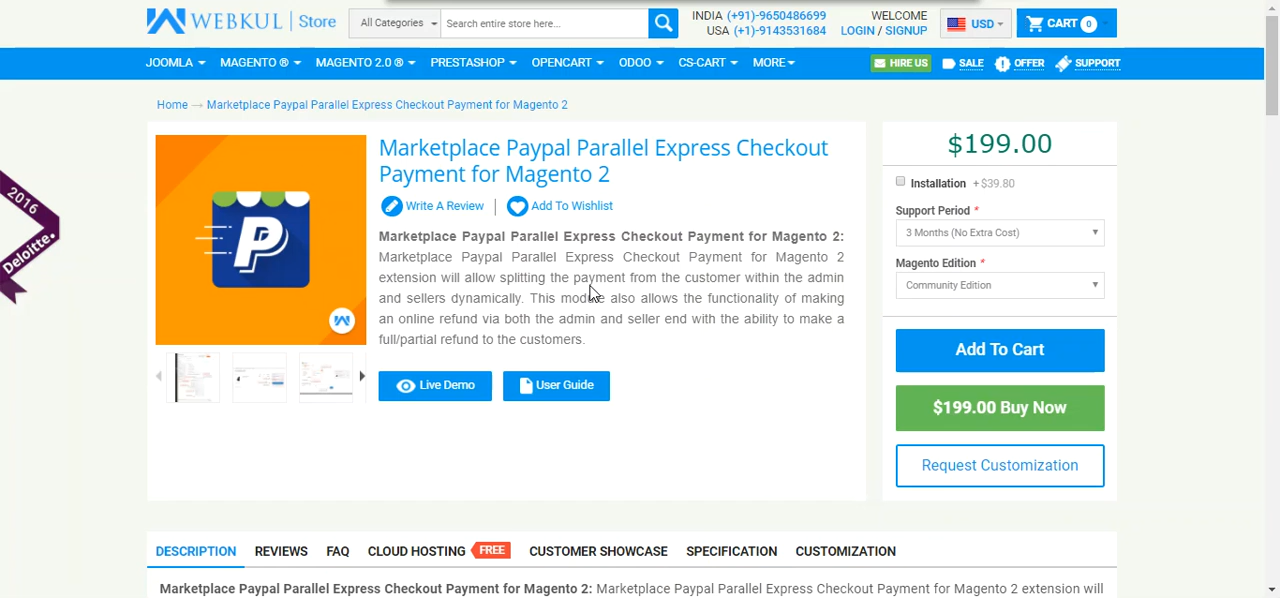 WEBKUL | Store
All Categories
Search entire store here...
INDIA (+91)-9650486699
USA (+1)-9143531684
WELCOME
LOGIN / SIGNUP
USD
CART 0
JOOMLA MAGENTO ® MAGENTO 2.0 ® PRESTASHOP OPENCART ODOO CS-CART MORE
HIRE US SALE OFFER SUPPORT
Home → Marketplace Paypal Parallel Express Checkout Payment for Magento 2
2016
Deloitte.
Marketplace Paypal Parallel Express Checkout
Payment for Magento 2
Write A Review | Add To Wishlist
Marketplace Paypal Parallel Express Checkout Payment for Magento 2:
Marketplace Paypal Parallel Express Checkout Payment for Magento 2
extension will allow splitting the payment from the customer within the admin
and sellers dynamically. This module also allows the functionality of making
an online refund via both the admin and seller end with the ability to make a
full/partial refund to the customers.
Live Demo
User Guide
$199.00
Installation +$39.80
Support Period *
3 Months (No Extra Cost)
Magento Edition *
Community Edition
Add To Cart
$199.00 Buy Now
Request Customization
DESCRIPTION REVIEWS FAQ CLOUD HOSTING FREE CUSTOMER SHOWCASE SPECIFICATION CUSTOMIZATION
Marketplace Paypal Parallel Express Checkout Payment for Magento 2: Marketplace Paypal Parallel Express Checkout Payment for Magento 2 extension will